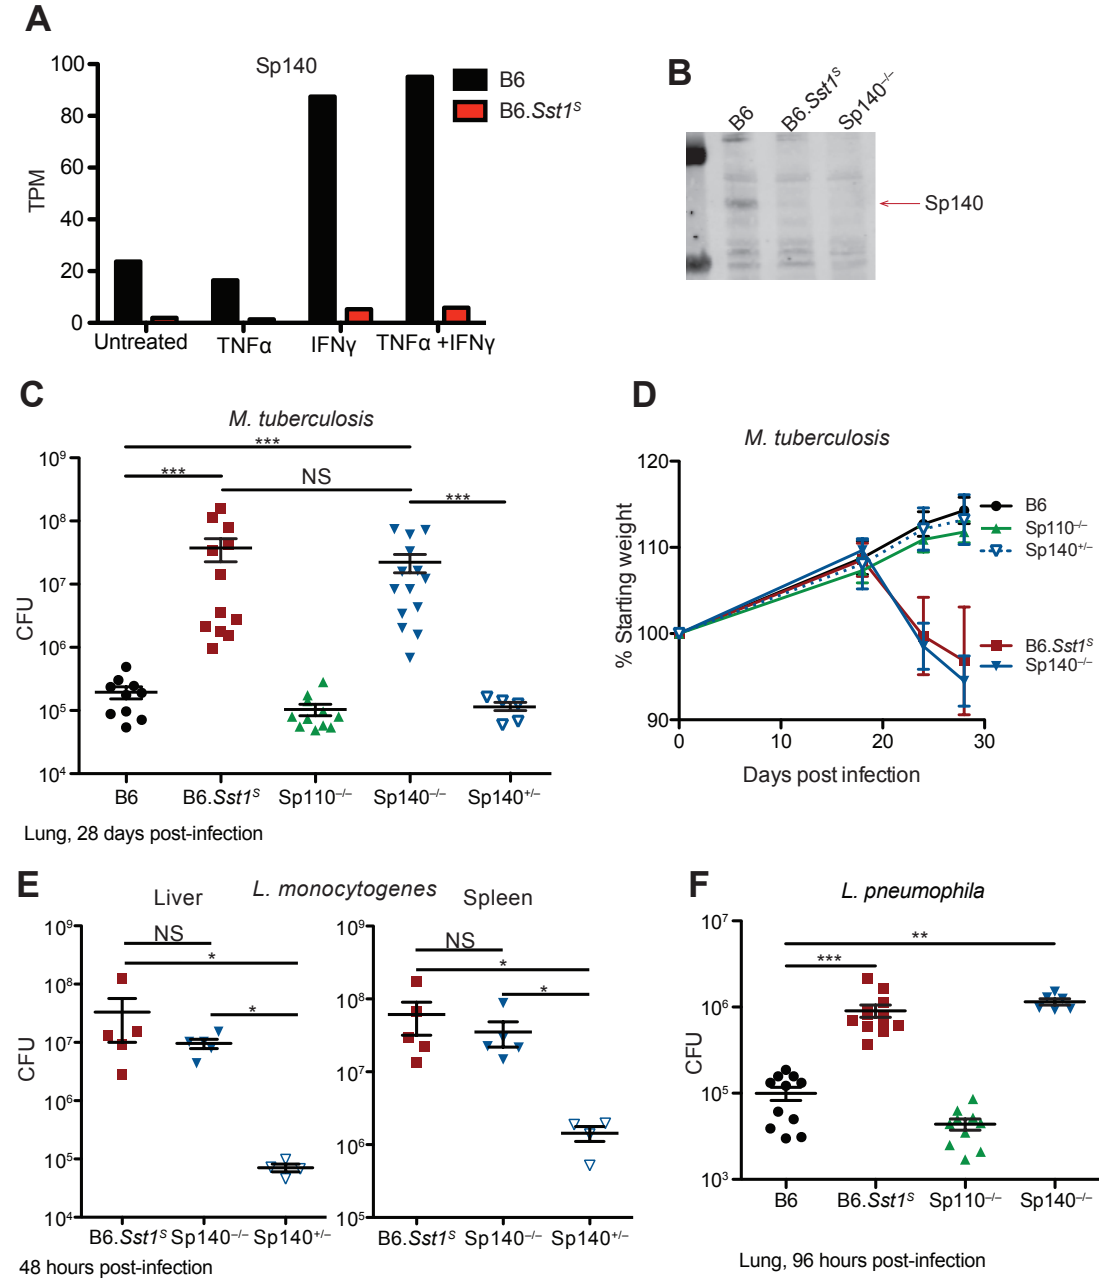 A
Sp140
B6
B6.Sst1ˢ
TPM
100
80
60
40
20
0
Untreated
TNFα
IFNγ
TNFα +IFNγ
B
B6
B6.Sst1ˢ
Sp140⁻/⁻
Sp140
C
M. tuberculosis
***
***
NS
***
CFU
10⁹
10⁸
10⁷
10⁶
10⁵
10⁴
B6
B6.Sst1ˢ
Sp110⁻/⁻
Sp140⁻/⁻
Sp140⁺/⁻
Lung, 28 days post-infection
D
M. tuberculosis
% Starting weight
120
110
100
90
0
10
20
30
Days post infection
B6
Sp110⁻/⁻
Sp140⁺/⁻
B6.Sst1ˢ
Sp140⁻/⁻
E
L. monocytogenes
Liver
NS
*
*
CFU
10⁹
10⁸
10⁷
10⁶
10⁵
10⁴
B6.Sst1ˢ
Sp140⁻/⁻
Sp140⁺/⁻
Spleen
NS
*
*
10⁹
10⁸
10⁷
10⁶
10⁵
B6.Sst1ˢ
Sp140⁻/⁻
Sp140⁺/⁻
48 hours post-infection
F
L. pneumophila
**
***
CFU
10⁷
10⁶
10⁵
10³
B6
B6.Sst1ˢ
Sp110⁻/⁻
Sp140⁻/⁻
Lung, 96 hours post-infection